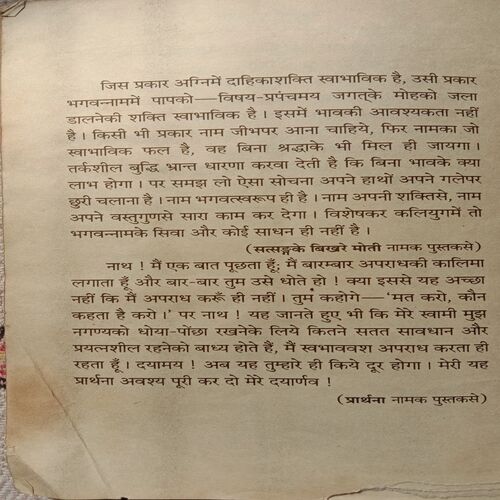 जिस प्रकार अग्निमें दाहिकाशक्ति स्वाभाविक है, उसी प्रकार
भगवन्नाममें पापको—विषय-प्रपंचमय जगत्‌के मोहको जला
डालनेकी शक्ति स्वाभाविक है। इसमें भावकी आवश्यकता नहीं
है। किसी भी प्रकार नाम जीभपर आना चाहिये, फिर नामका जो
स्वाभाविक फल है, वह बिना श्रद्धाके भी मिल ही जायगा।
तर्कशील बुद्धि भ्रान्त धारणा करवा देती है कि बिना भावके क्या
लाभ होगा। पर समझ लो ऐसा सोचना अपने हाथों अपने गलेपर
छुरी चलाना है। नाम भगवत्स्वरूप ही है। नाम अपनी शक्तिसे, नाम
अपने वस्तुगुणसे सारा काम कर देगा। विशेषकर कलियुगमें तो
भगवन्नामके सिवा और कोई साधन ही नहीं है।
(सत्सङ्गके बिखरे मोती नामक पुस्तकसे)
नाथ! मैं एक बात पूछता हूँ; मैं बारम्बार अपराधकी कालिमा
लगाता हूँ और बार-बार तुम उसे धोते हो! क्या इससे यह अच्छा
नहीं कि मैं अपराध करूँ ही नहीं। तुम कहोगे—'मत करो, कौन
कहता है करो।' पर नाथ! यह जानते हुए भी कि मेरे स्वामी मुझ
नगण्यको धोया-पोंछा रखनेके लिये कितने सतत सावधान और
प्रयत्नशील रहनेको बाध्य होते हैं, मैं स्वभाववश अपराध करता ही
रहता हूँ। दयामय! अब यह तुम्हारे ही किये दूर होगा। मेरी यह
प्रार्थना अवश्य पूरी कर दो मेरे दयार्णव!
(प्रार्थना नामक पुस्तकसे)